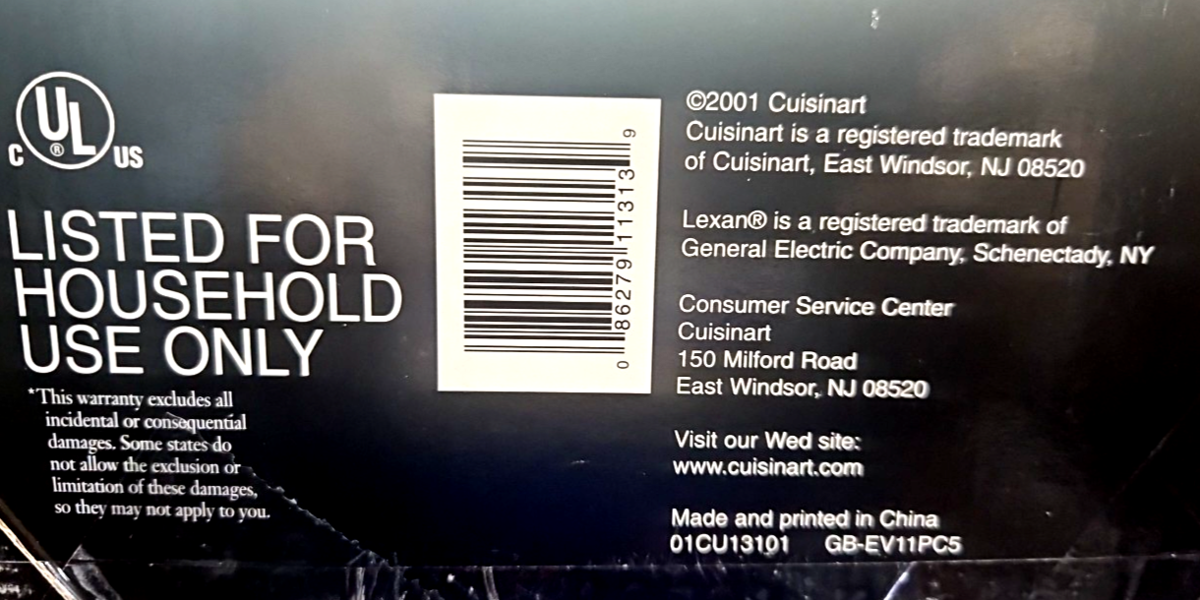 UL
®
C US
LISTED FOR
HOUSEHOLD
USE ONLY
*This warranty excludes all
incidental or consequential
damages. Some states do
not allow the exclusion or
limitation of these damages,
so they may not apply to you.
0 86279 11313 9
©2001 Cuisinart
Cuisinart is a registered trademark
of Cuisinart, East Windsor, NJ 08520
Lexan® is a registered trademark of
General Electric Company, Schenectady, NY
Consumer Service Center
Cuisinart
150 Milford Road
East Windsor, NJ 08520
Visit our Wed site:
www.cuisinart.com
Made and printed in China
01CU13101 GB-EV11PC5